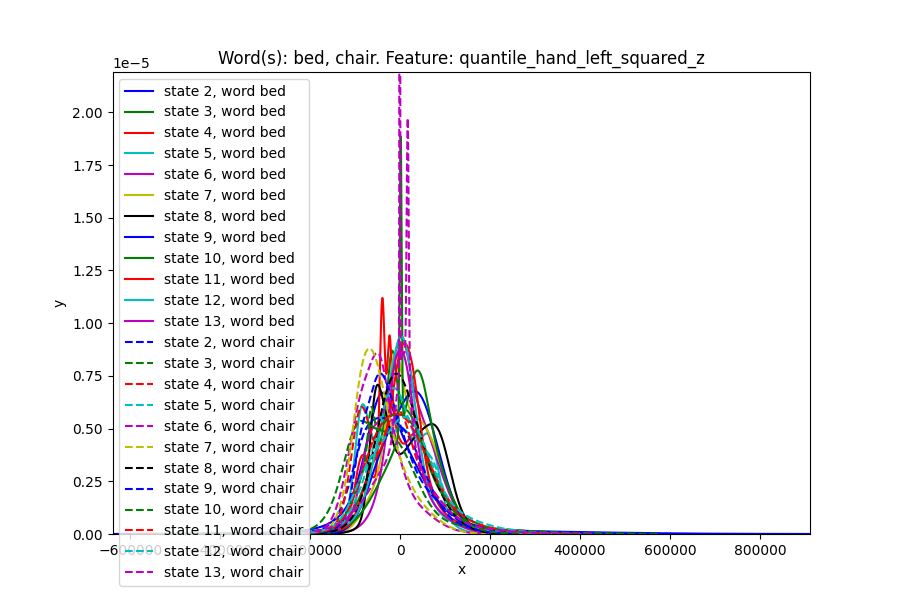 Word(s): bed, chair. Feature: quantile_hand_left_squared_z
1e−5
2.00
1.75
1.50
1.25
1.00
0.75
0.50
0.25
0.00
y
state 2, word bed
state 3, word bed
state 4, word bed
state 5, word bed
state 6, word bed
state 7, word bed
state 8, word bed
state 9, word bed
state 10, word bed
state 11, word bed
state 12, word bed
state 13, word bed
state 2, word chair
state 3, word chair
state 4, word chair
state 5, word chair
state 6, word chair
state 7, word chair
state 8, word chair
state 9, word chair
state 10, word chair
state 11, word chair
state 12, word chair
state 13, word chair
−600000 −400000 −200000 0 200000 400000 600000 800000
x